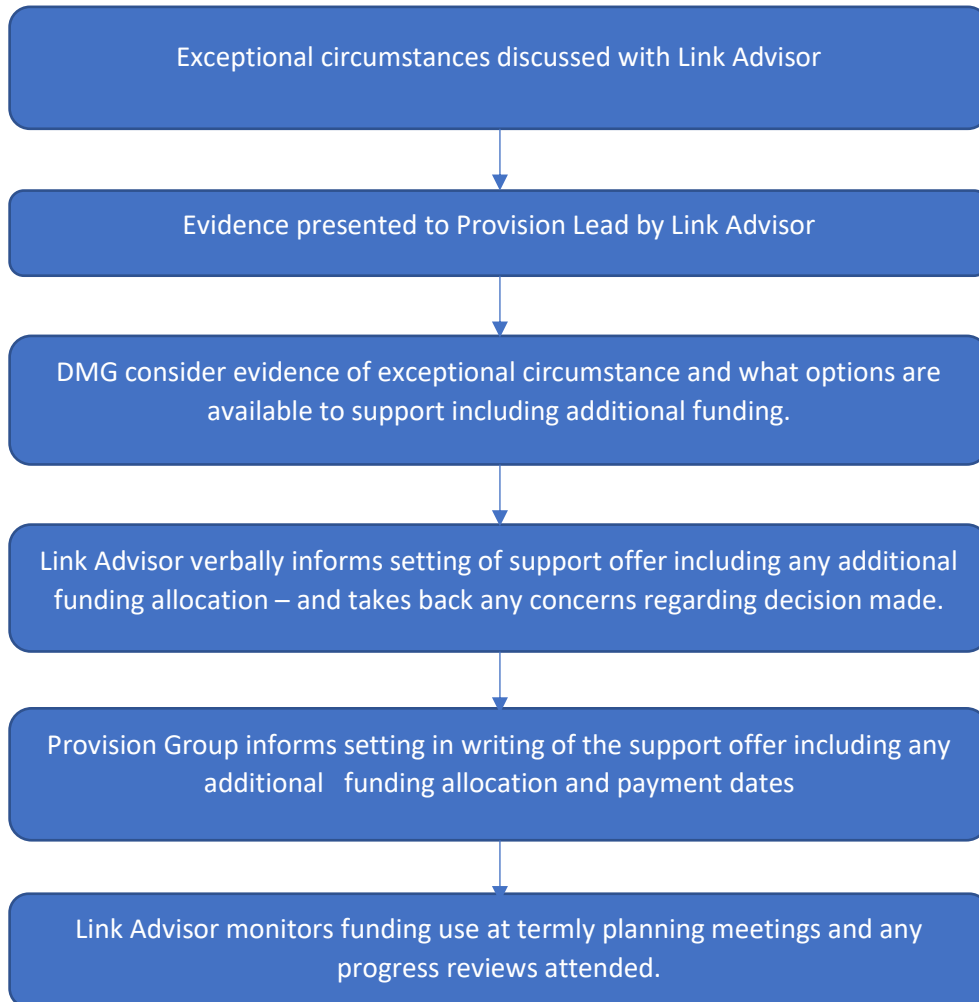 Exceptional circumstances discussed with Link Advisor
Evidence presented to Provision Lead by Link Advisor
DMG consider evidence of exceptional circumstance and what options are
available to support including additional funding.
Link Advisor verbally informs setting of support offer including any additional
funding allocation – and takes back any concerns regarding decision made.
Provision Group informs setting in writing of the support offer including any
additional   funding allocation and payment dates
Link Advisor monitors funding use at termly planning meetings and any
progress reviews attended.